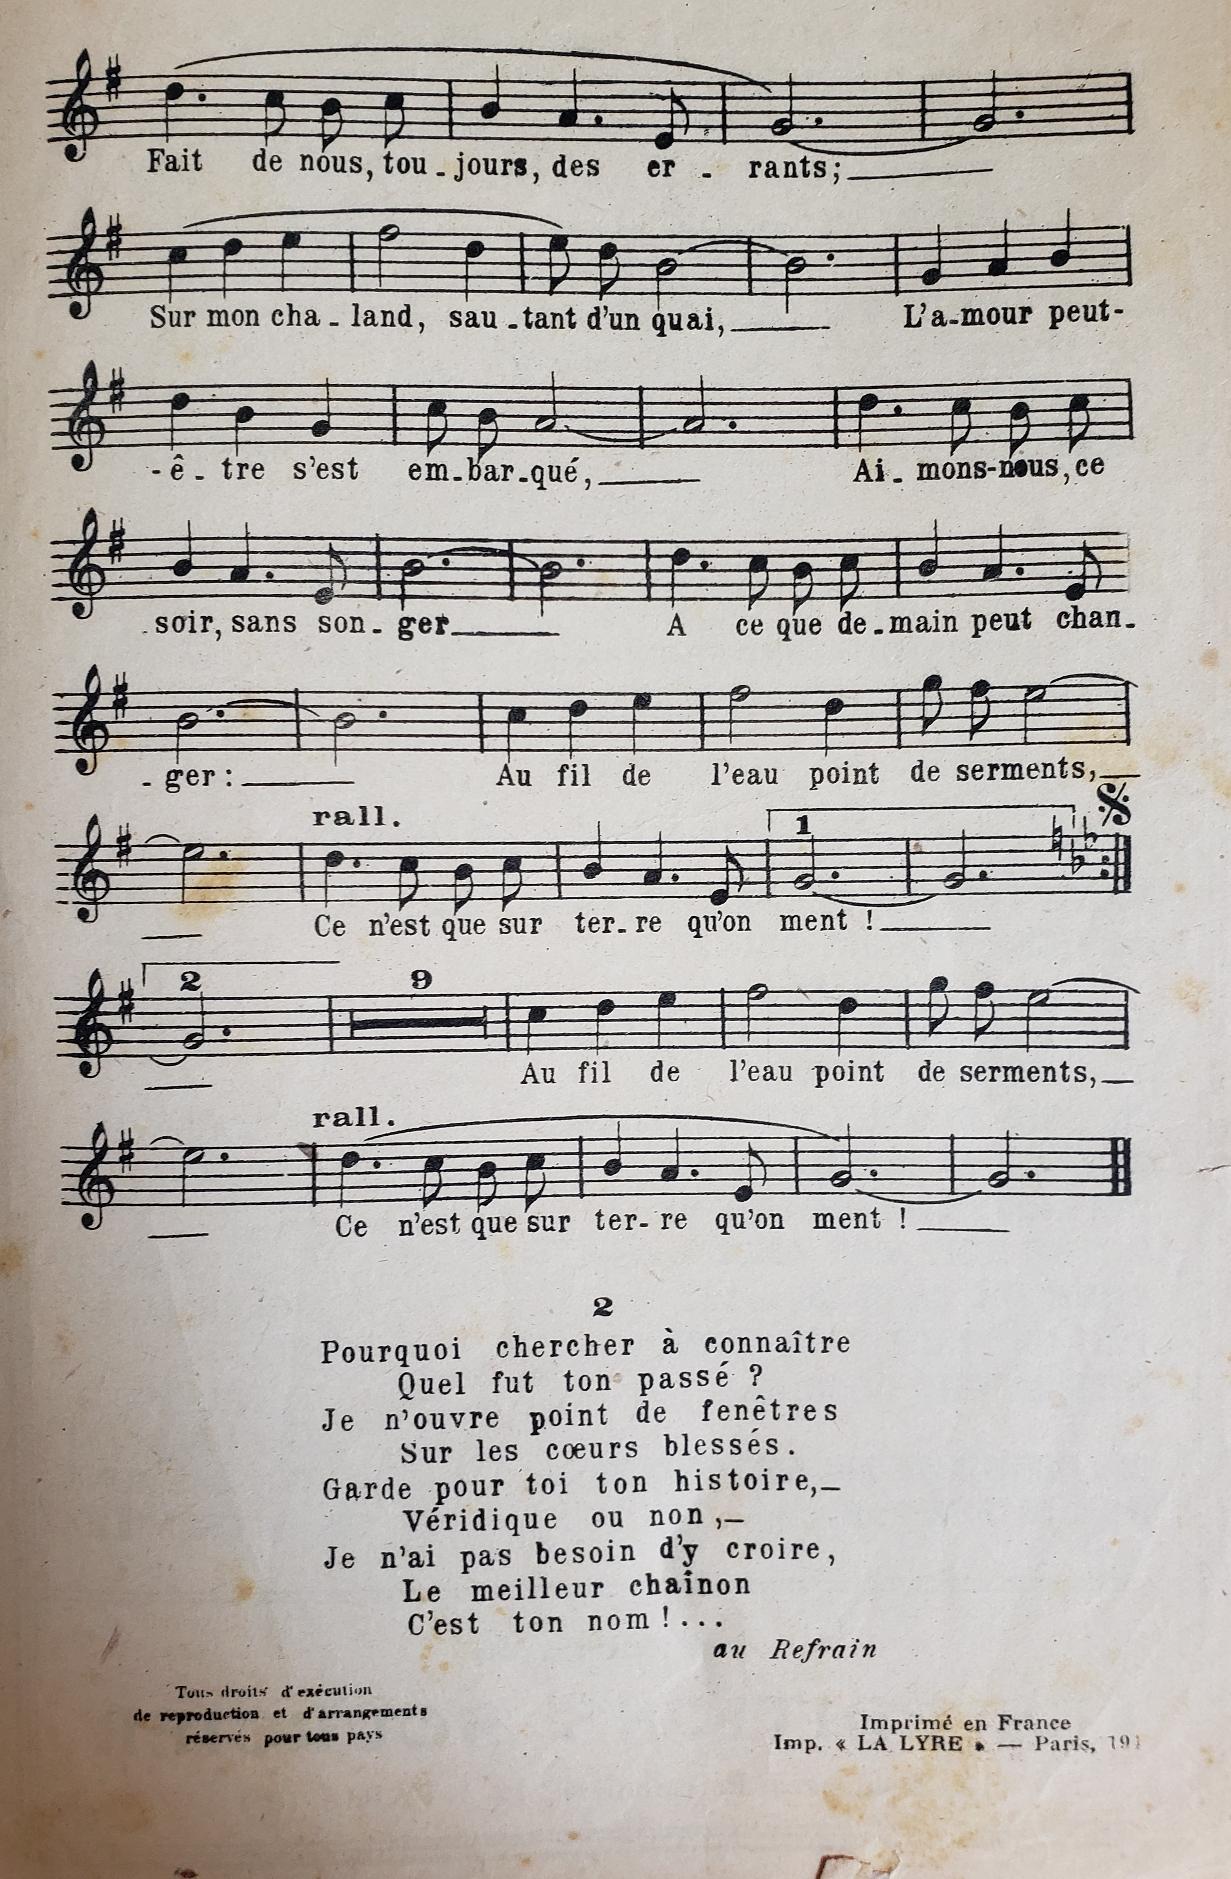 Fait de nous, tou-jours, des er-rants;
Sur mon cha-land, sau-tant d'un quai, L'a-mour peut-
-ê-tre s'est em-bar-qué, Ai-mons-nous, ce
soir, sans son-ger A ce que de-main peut chan-
-ger: Au fil de l'eau point de serments,
rall.
1
Ce n'est que sur ter-re qu'on ment !
2 9
Au fil de l'eau point de serments,
rall.
Ce n'est que sur ter-re qu'on ment !
2
Pourquoi chercher à connaître
Quel fut ton passé ?
Je n'ouvre point de fenêtres
Sur les cœurs blessés.
Garde pour toi ton histoire,—
Véridique ou non,—
Je n'ai pas besoin d'y croire,
Le meilleur chaînon
C'est ton nom !...
au Refrain
Tous droits d'exécution
de reproduction et d'arrangements
réservés pour tous pays
Imprimé en France
Imp. « LA LYRE » — Paris,